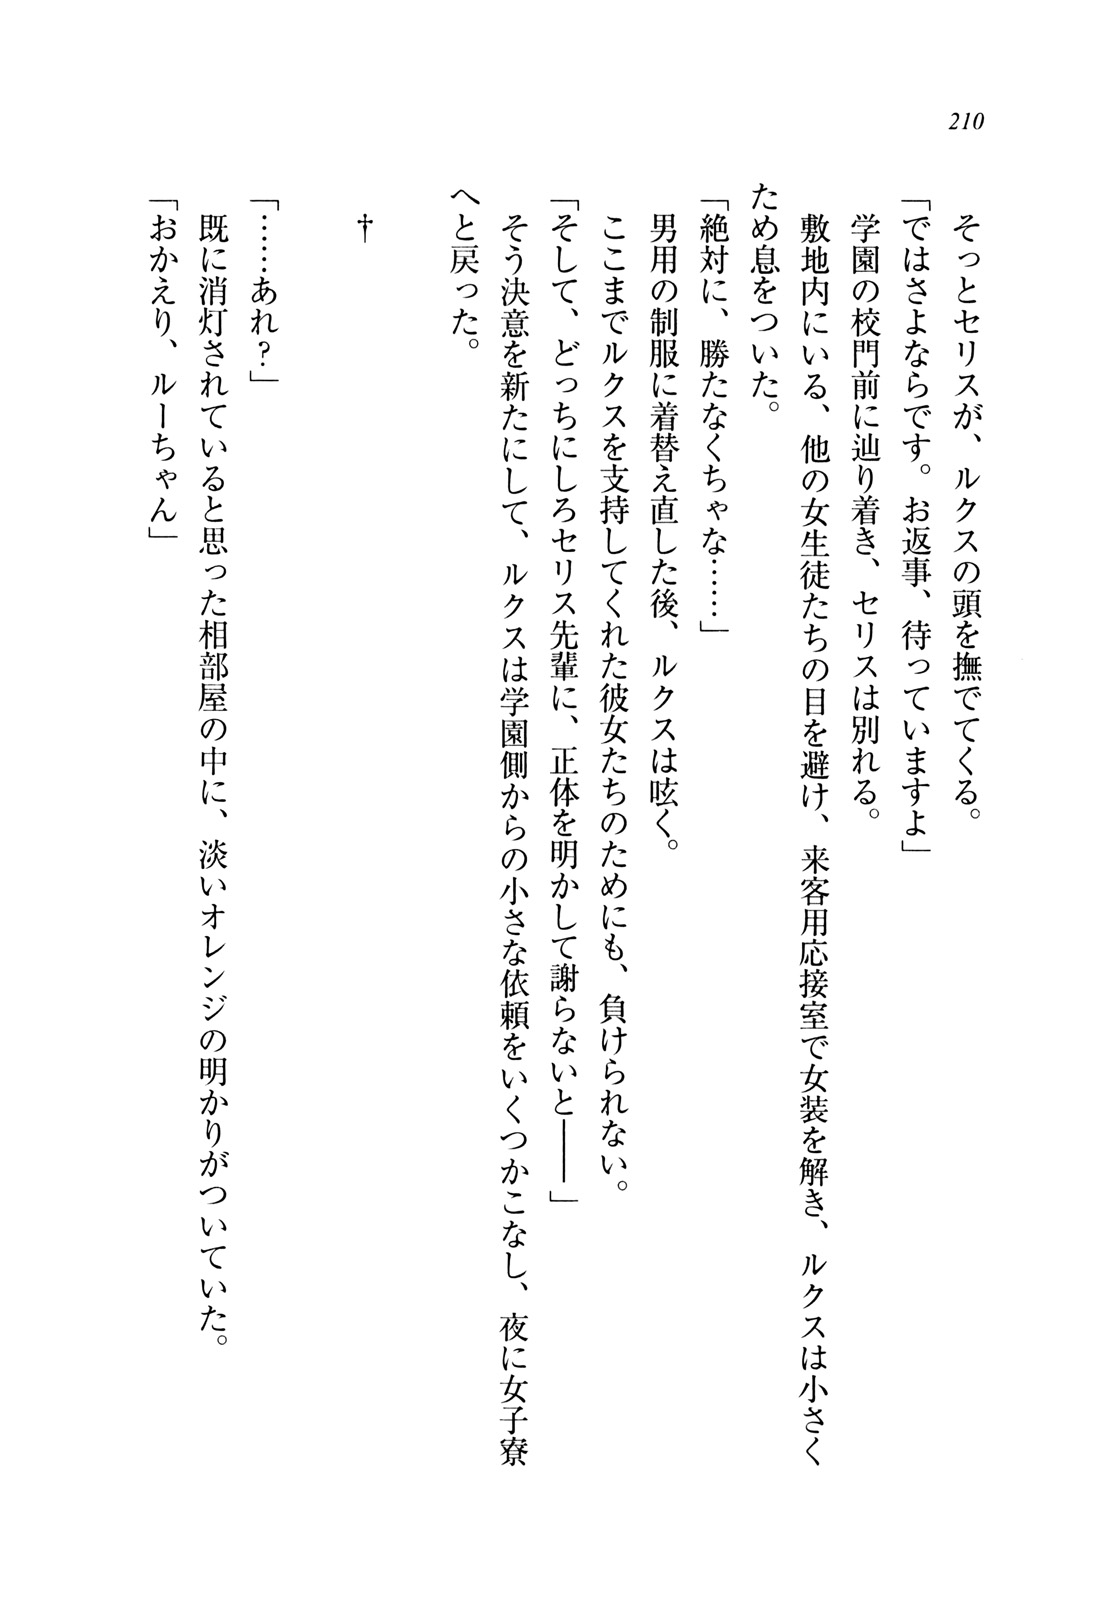 210
そっとセリスが、ルクスの頭を撫でてくる。
「ではさよならです。お返事、待っていますよ」
学園の校門前に辿り着き、セリスは別れる。
敷地内にいる、他の女生徒たちの目を避け、来客用応接室で女装を解き、ルクスは小さく
ため息をついた。
「絶対に、勝たなくちゃな……」
男用の制服に着替え直した後、ルクスは呟く。
ここまでルクスを支持してくれた彼女たちのためにも、負けられない。
「そして、どっちにしろセリス先輩に、正体を明かして謝らないと――」
そう決意を新たにして、ルクスは学園側からの小さな依頼をいくつかこなし、夜に女子寮
へと戻った。
†
「……あれ？」
既に消灯されていると思った相部屋の中に、淡いオレンジの明かりがついていた。
「おかえり、ルーちゃん」